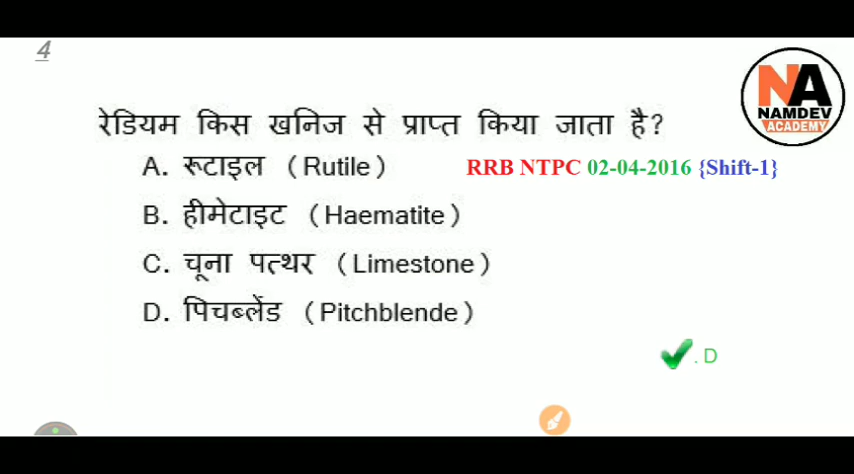 4
NA
NAMDEV
ACADEMY
रेडियम किस खनिज से प्राप्त किया जाता है?
A. रूटाइल (Rutile)
RRB NTPC 02-04-2016 {Shift-1}
B. हीमेटाइट (Haematite)
C. चूना पत्थर (Limestone)
D. पिचब्लेंड (Pitchblende)
. D